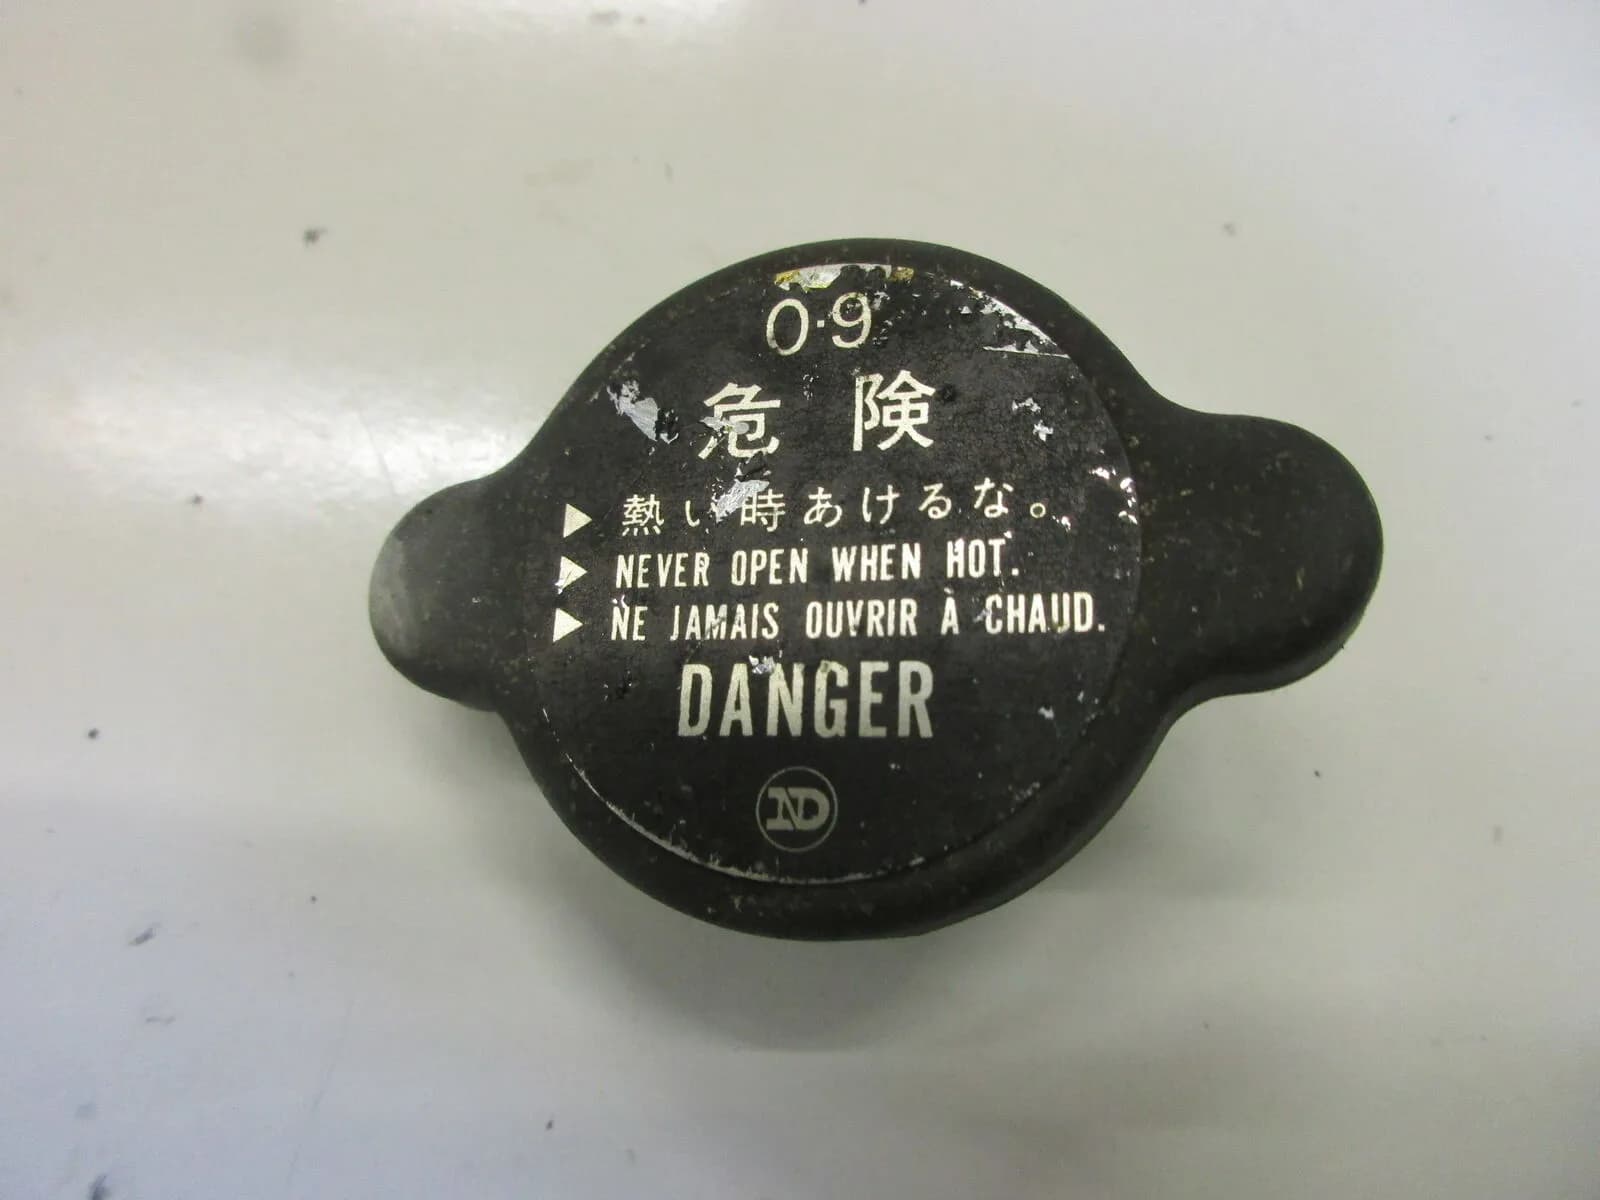 0.9
危険
▶ 熱い時あけるな。
▶ NEVER OPEN WHEN HOT.
▶ NE JAMAIS OUVRIR À CHAUD.
DANGER
ND